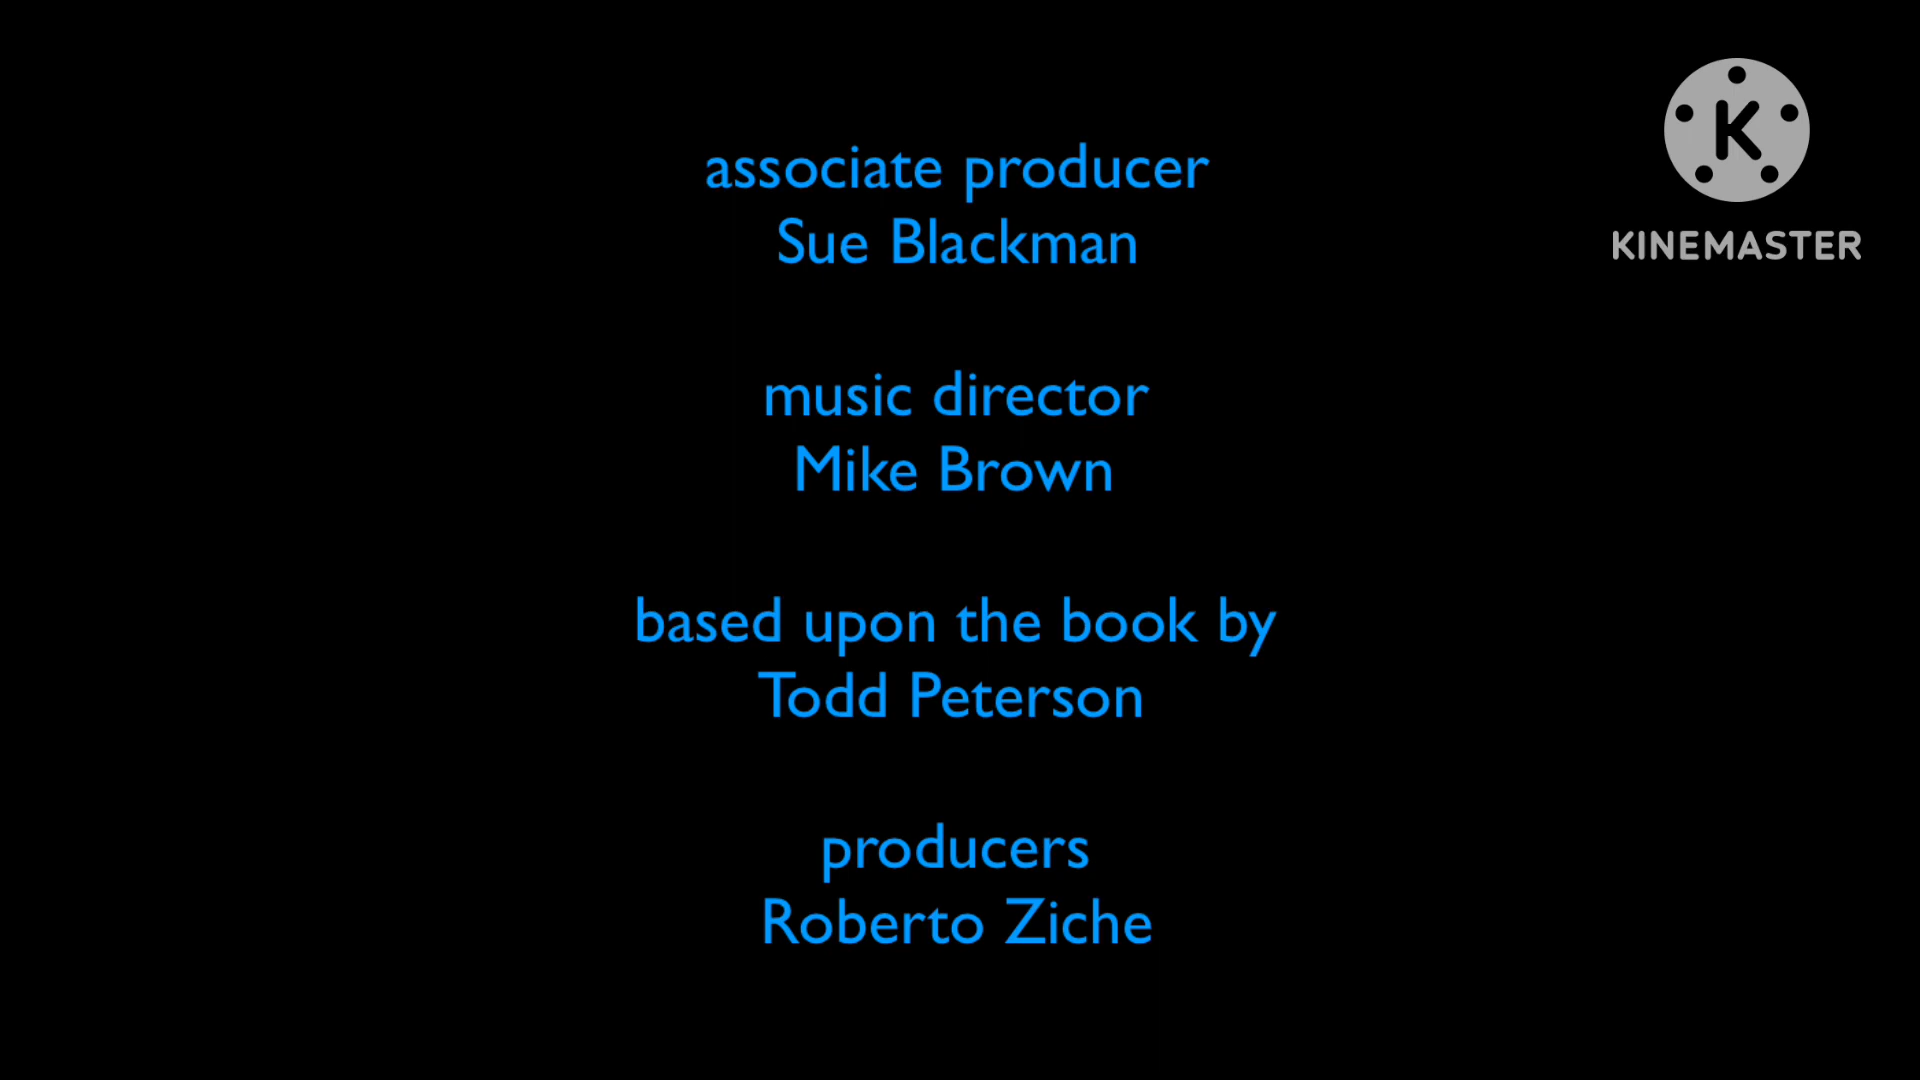 associate producer
Sue Blackman
music director
Mike Brown
based upon the book by
Todd Peterson
producers
Roberto Ziche
K
KINEMASTER